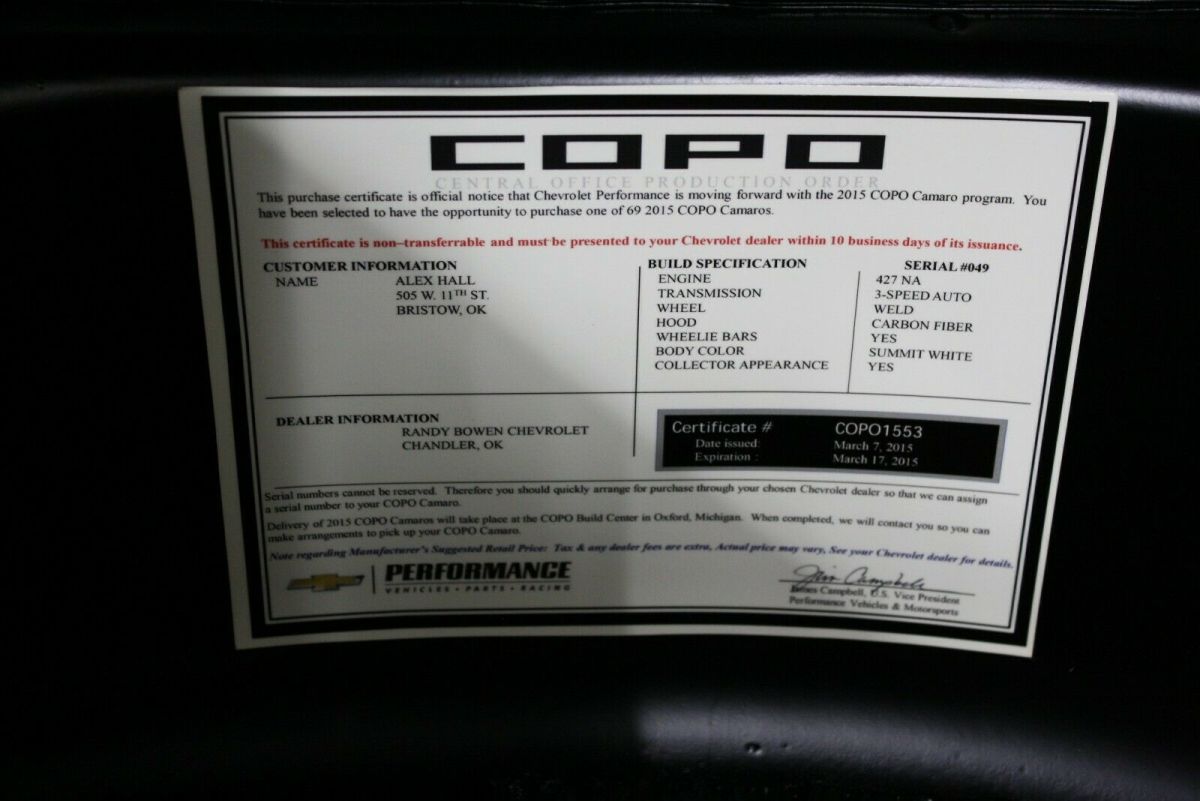 COPO
CENTRAL OFFICE PRODUCTION ORDER
This purchase certificate is official notice that Chevrolet Performance is moving forward with the 2015 COPO Camaro program. You
have been selected to have the opportunity to purchase one of 69 2015 COPO Camaros.
This certificate is non-transferrable and must be presented to your Chevrolet dealer within 10 business days of its issuance.
CUSTOMER INFORMATION
NAME ALEX HALL
505 W. 11TH ST.
BRISTOW, OK
BUILD SPECIFICATION SERIAL #049
ENGINE 427 NA
TRANSMISSION 3-SPEED AUTO
WHEEL WELD
HOOD CARBON FIBER
WHEELIE BARS YES
BODY COLOR SUMMIT WHITE
COLLECTOR APPEARANCE YES
DEALER INFORMATION
RANDY BOWEN CHEVROLET
CHANDLER, OK
Certificate # COPO1553
Date issued: March 7, 2015
Expiration : March 17, 2015
Serial numbers cannot be reserved. Therefore you should quickly arrange for purchase through your chosen Chevrolet dealer so that we can assign
a serial number to your COPO Camaro.
Delivery of 2015 COPO Camaros will take place at the COPO Build Center in Oxford, Michigan. When completed, we will contact you so you can
make arrangements to pick up your COPO Camaro.
Note regarding Manufacturer's Suggested Retail Price: Tax & any dealer fees are extra, Actual price may vary, See your Chevrolet dealer for details.
PERFORMANCE
VEHICLES • PARTS • RACING
Jim Campbell
James Campbell, U.S. Vice President
Performance Vehicles & Motorsports